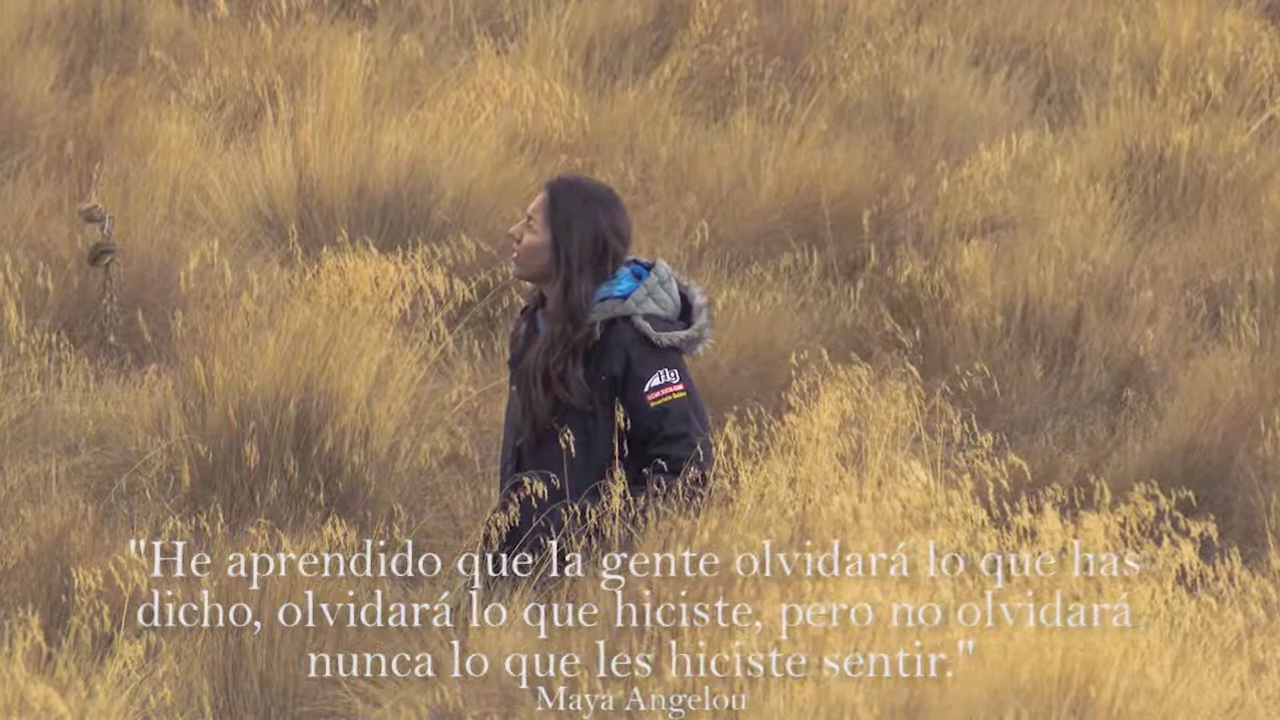 Hg
"He aprendido que la gente olvidará lo que has
dicho, olvidará lo que hiciste, pero no olvidará
nunca lo que les hiciste sentir."
Maya Angelou